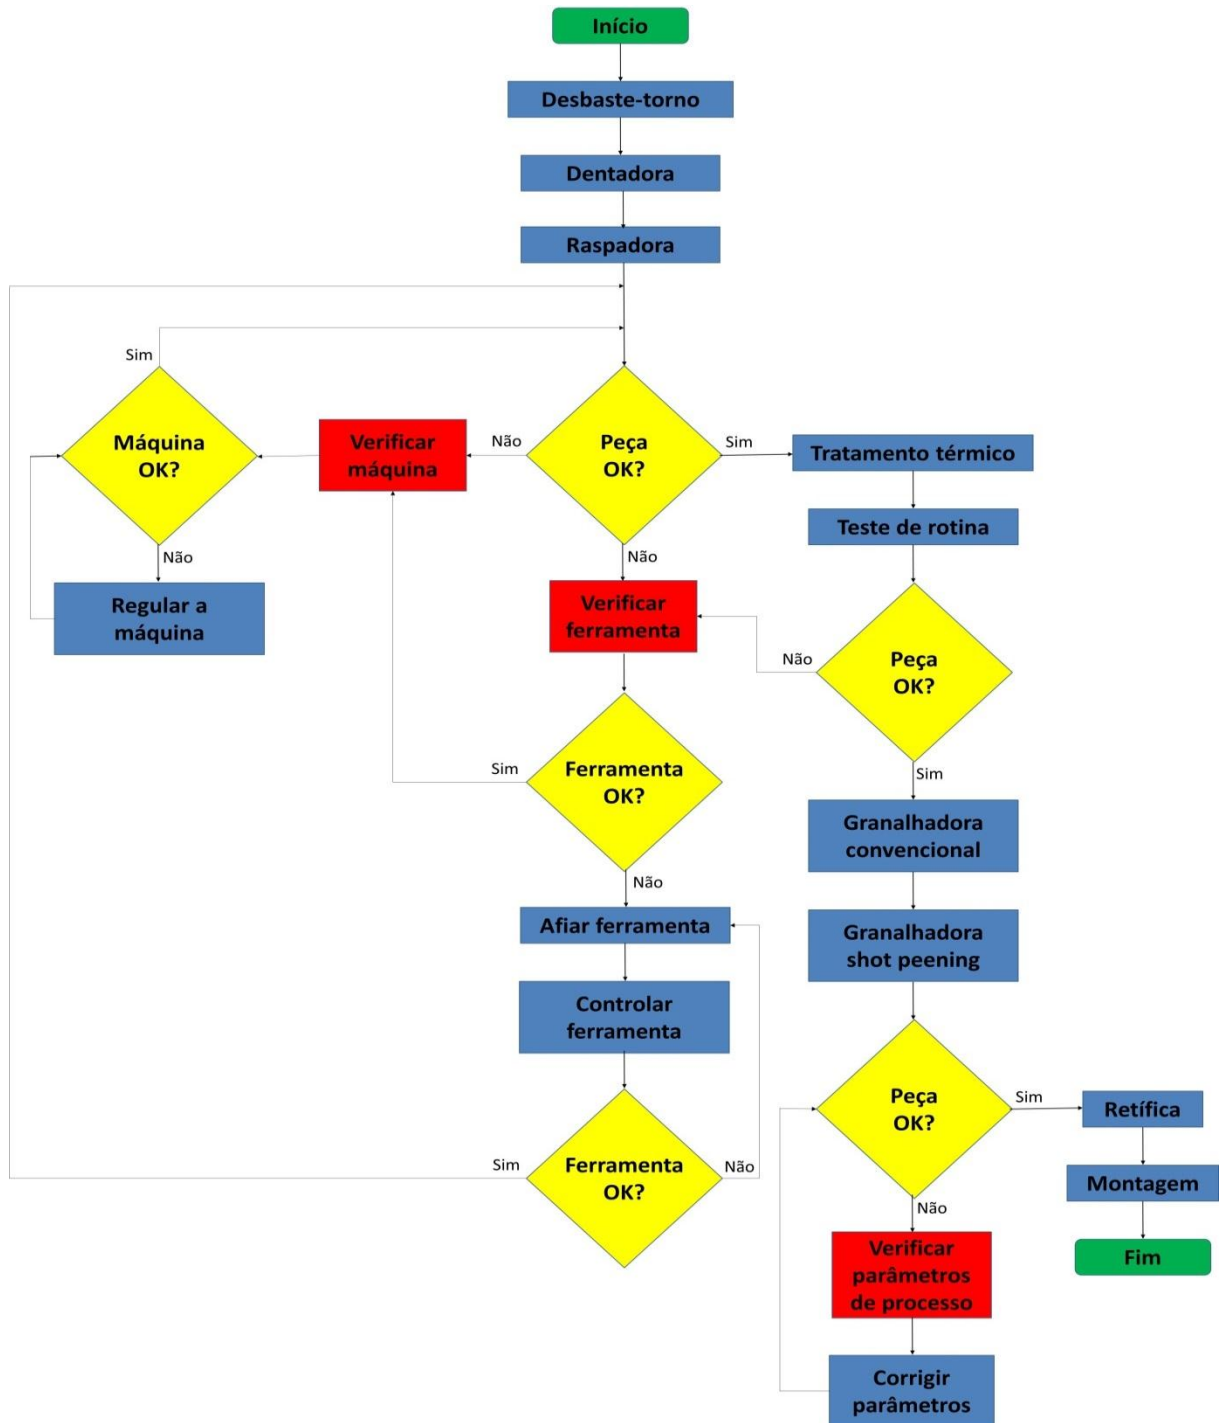 Início
Desbaste-torno
Dentadora
Raspadora
Sim
Máquina
OK?
Não
Regular a
máquina
Verificar
máquina
Não
Peça
OK?
Sim
Não
Tratamento térmico
Teste de rotina
Verificar
ferramenta
Não
Peça
OK?
Sim
Sim
Ferramenta
OK?
Não
Afiar ferramenta
Controlar
ferramenta
Sim
Ferramenta
OK?
Não
Granalhadora
convencional
Granalhadora
shot peening
Peça
OK?
Sim
Não
Retífica
Montagem
Fim
Verificar
parâmetros
de processo
Corrigir
parâmetros